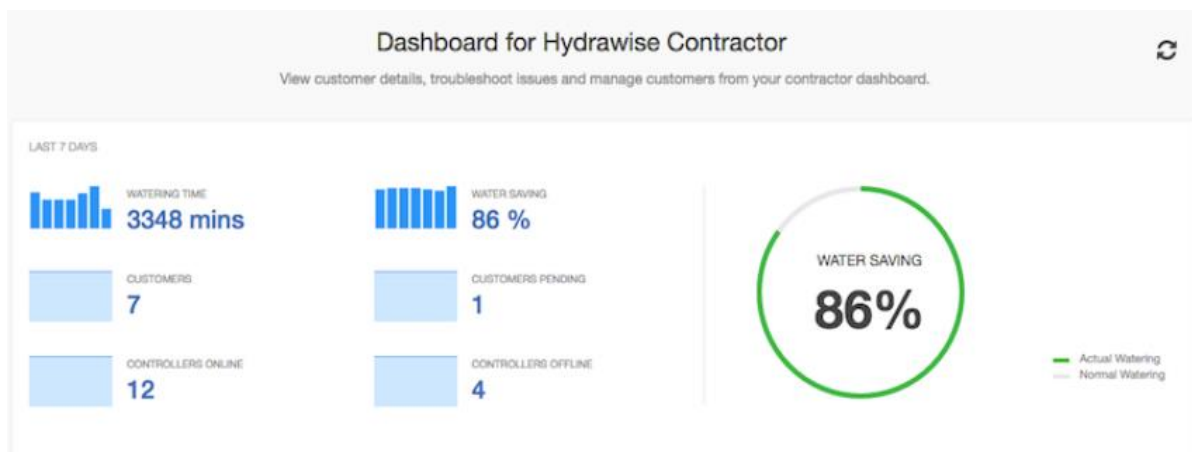 Dashboard for Hydrawise Contractor
View customer details, troubleshoot issues and manage customers from your contractor dashboard.
LAST 7 DAYS
WATERING TIME
3348 mins
WATER SAVING
86 %
CUSTOMERS
7
CUSTOMERS PENDING
1
CONTROLLERS ONLINE
12
CONTROLLERS OFFLINE
4
WATER SAVING
86%
Actual Watering
Normal Watering